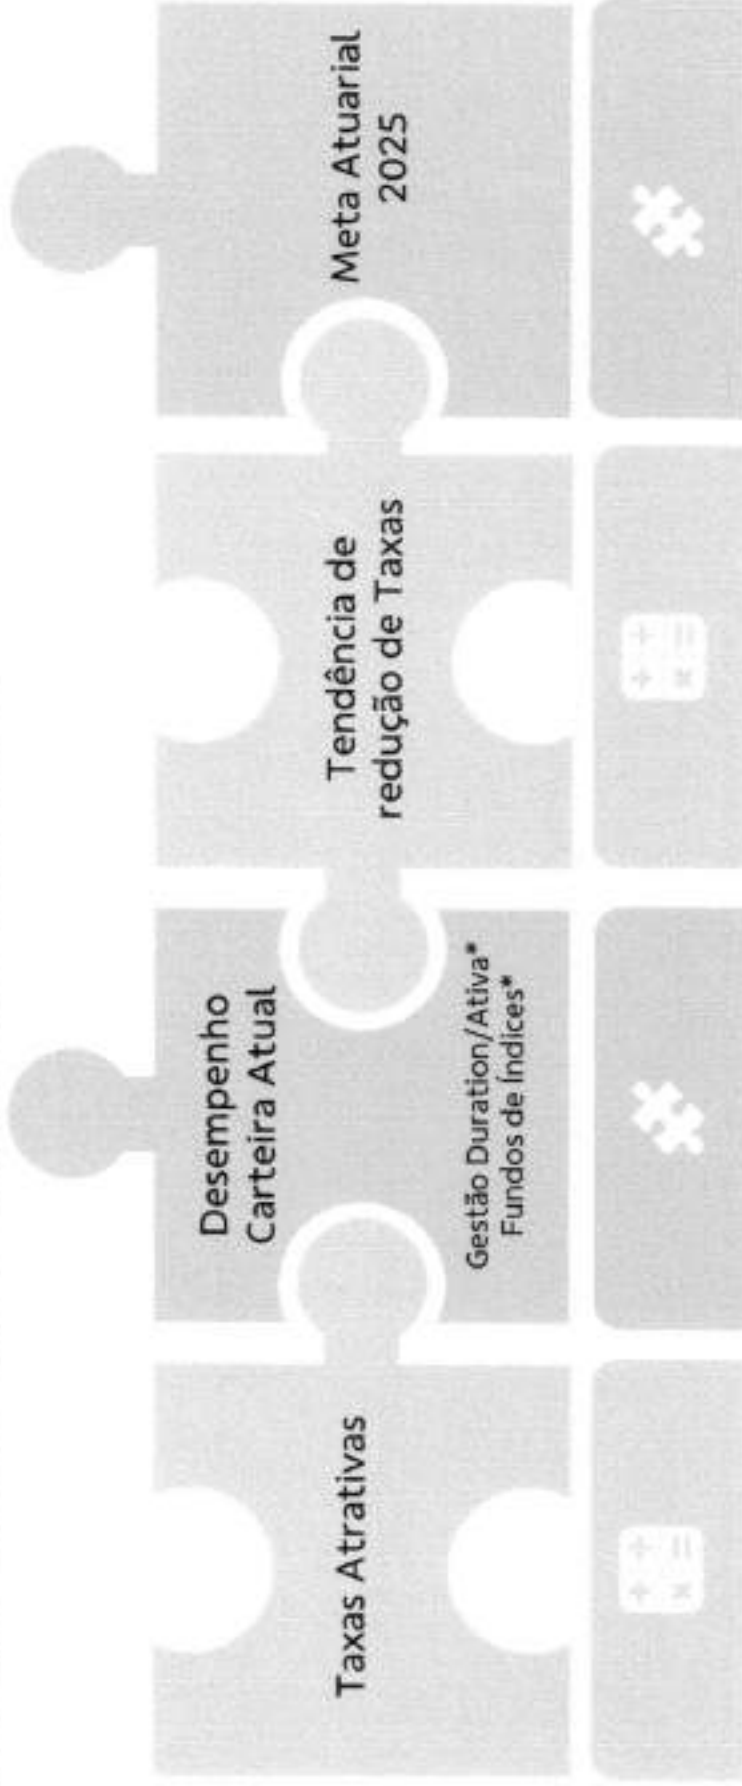 Taxas Atrativas
Desempenho
Carteira Atual
Gestão Duration/Ativa*
Fundos de Índices*
Tendência de
redução de Taxas
Meta Atuarial
2025